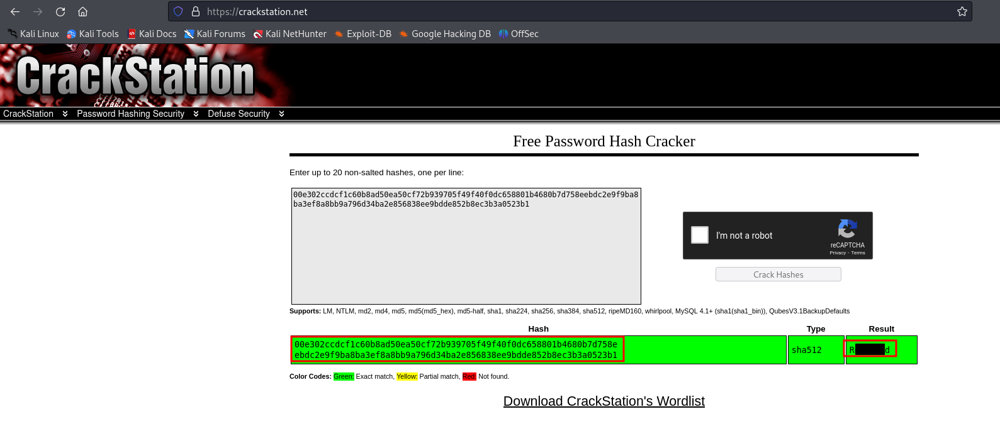 https://crackstation.net
Kali Linux Kali Tools Kali Docs Kali Forums Kali NetHunter Exploit-DB Google Hacking DB OffSec
CrackStation
CrackStation Password Hashing Security Defuse Security
Free Password Hash Cracker
Enter up to 20 non-salted hashes, one per line:
00e302ccdcf1c60b8ad50ea50cf72b939705f49f40f0dc658801b4680b7d758eebdc2e9f9ba8
ba3ef8a8bb9a796d34ba2e856838ee9bdde852b8ec3b3a0523b1
I'm not a robot
reCAPTCHA
Privacy - Terms
Crack Hashes
Supports: LM, NTLM, md2, md4, md5, md5(md5_hex), md5-half, sha1, sha224, sha256, sha384, sha512, ripeMD160, whirlpool, MySQL 4.1+ (sha1(sha1_bin)), QubesV3.1BackupDefaults
Hash Type Result
00e302ccdcf1c60b8ad50ea50cf72b939705f49f40f0dc658801b4680b7d758e
ebdc2e9f9ba8ba3ef8a8bb9a796d34ba2e856838ee9bdde852b8ec3b3a0523b1
sha512
Color Codes: Green: Exact match, Yellow: Partial match, Red: Not found.
Download CrackStation's Wordlist